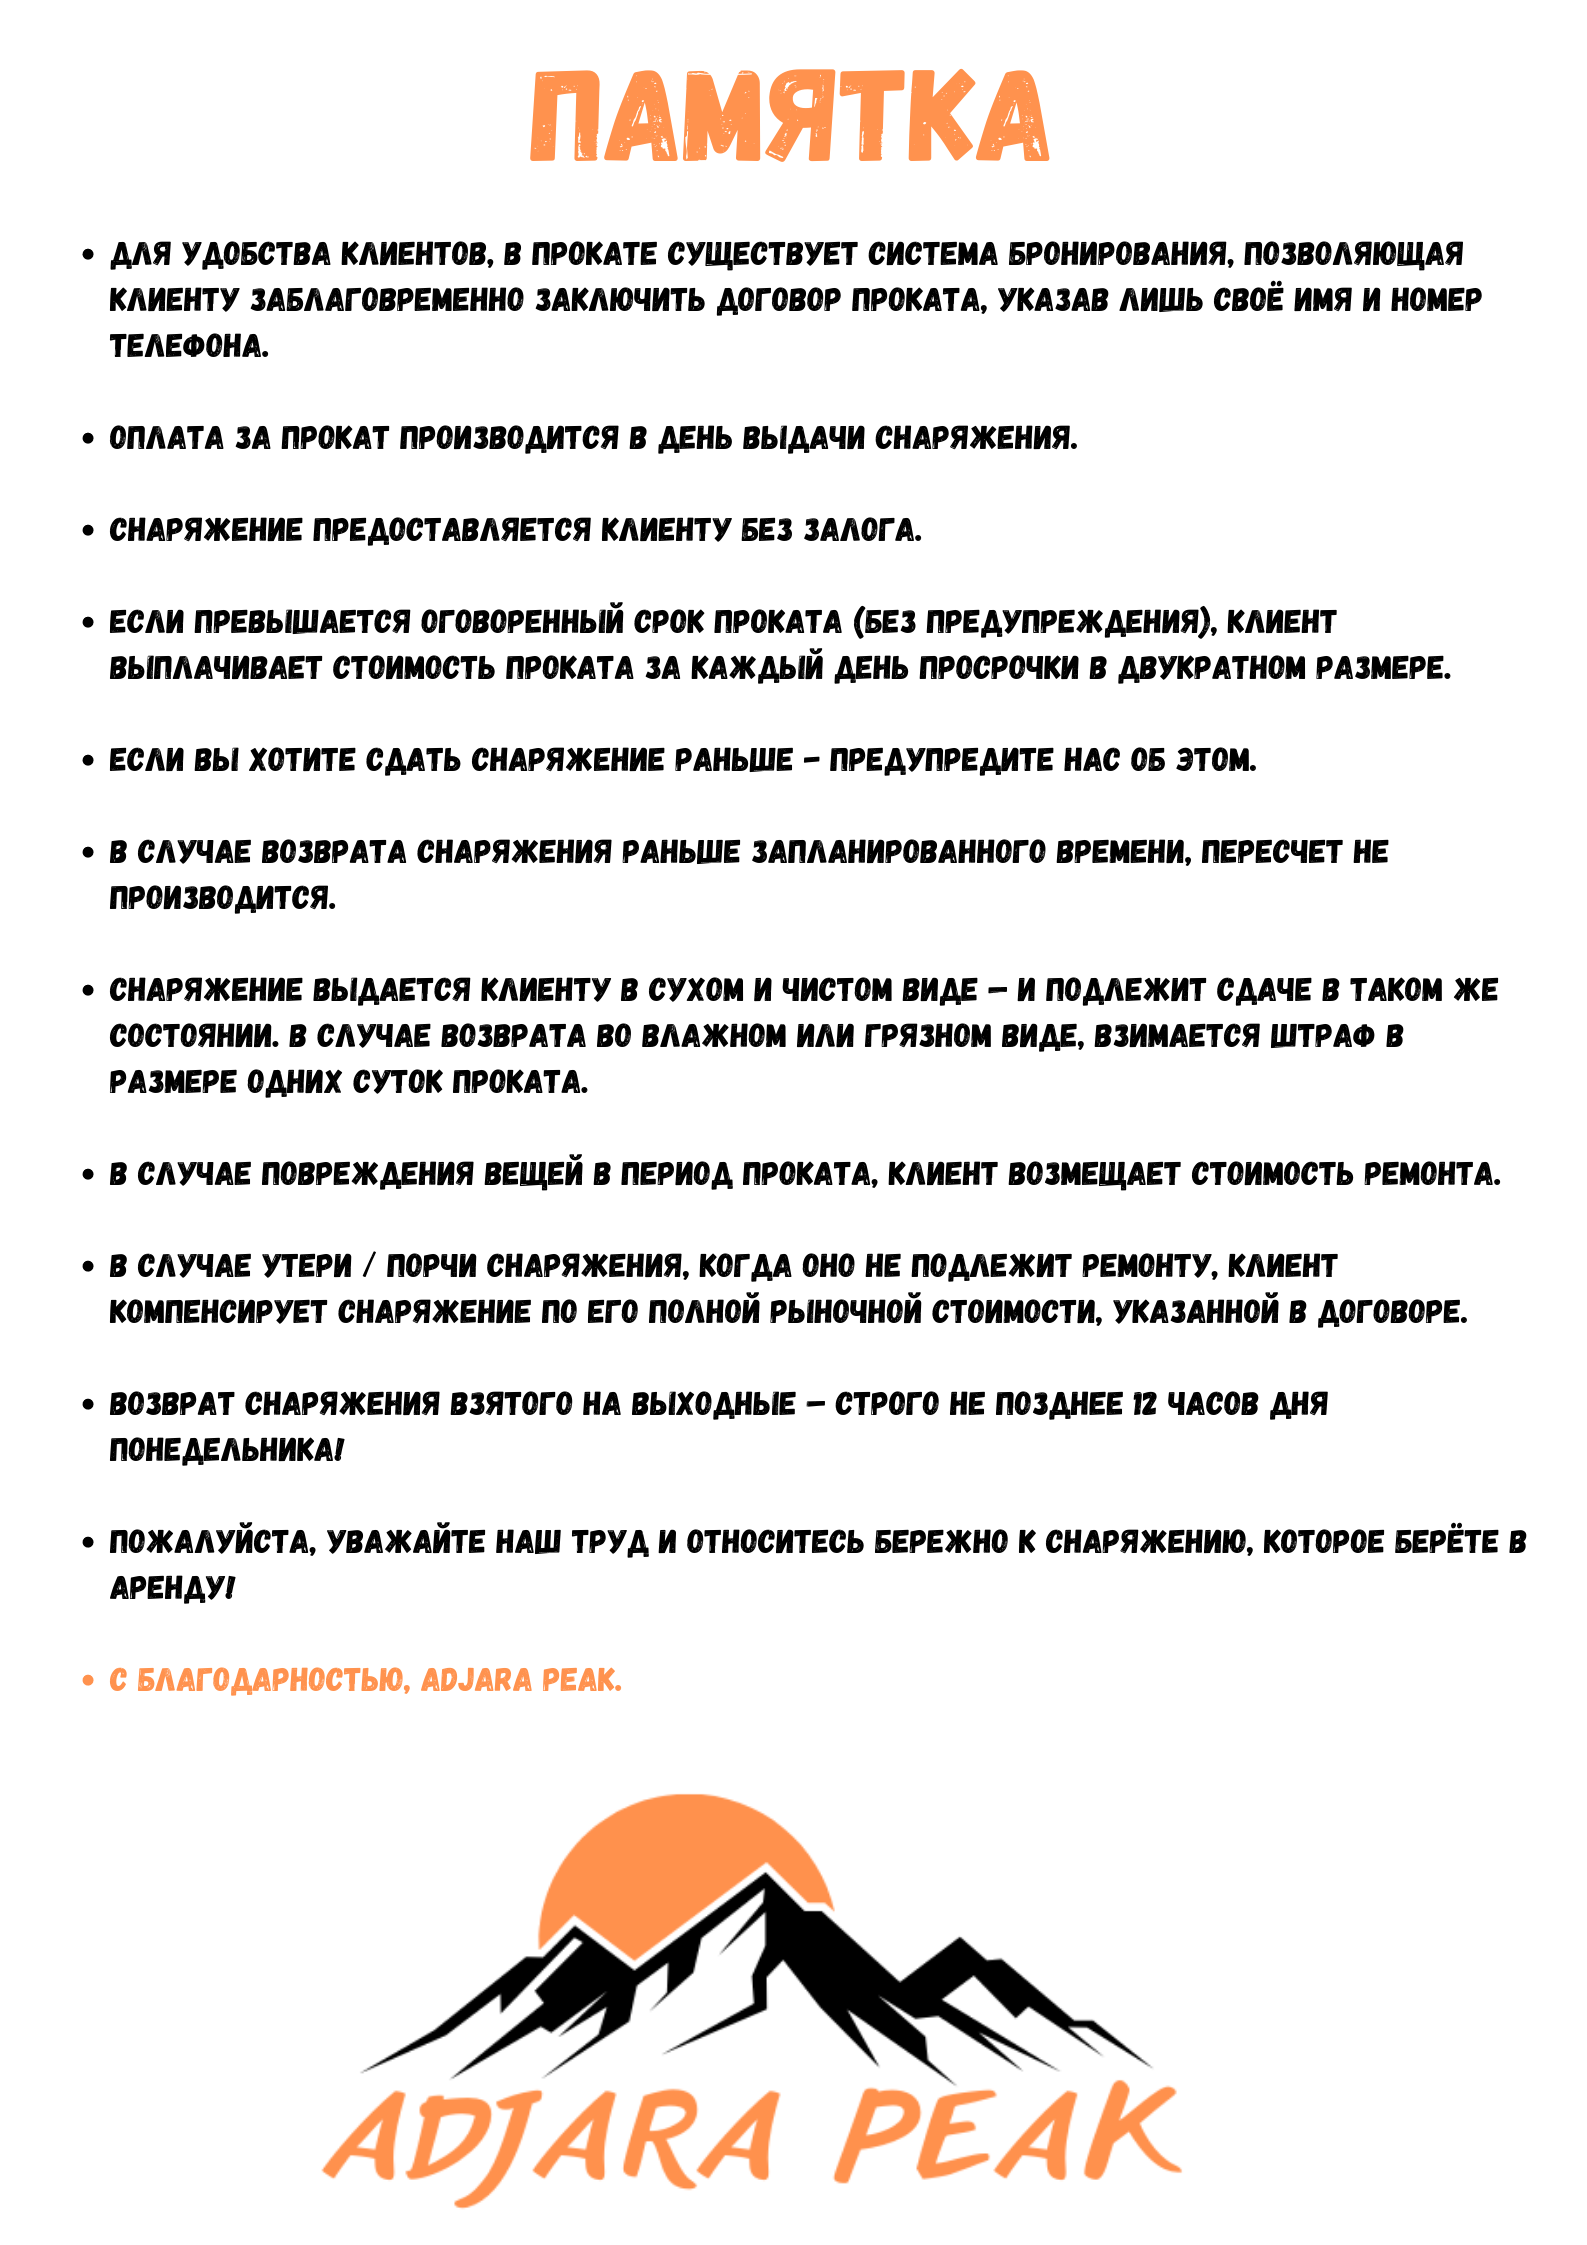 ПАМЯТКА
• ДЛЯ УДОБСТВА КЛИЕНТОВ, В ПРОКАТЕ СУЩЕСТВУЕТ СИСТЕМА БРОНИРОВАНИЯ, ПОЗВОЛЯЮЩАЯ
КЛИЕНТУ ЗАБЛАГОВРЕМЕННО ЗАКЛЮЧИТЬ ДОГОВОР ПРОКАТА, УКАЗАВ ЛИШЬ СВОЁ ИМЯ И НОМЕР
ТЕЛЕФОНА.
• ОПЛАТА ЗА ПРОКАТ ПРОИЗВОДИТСЯ В ДЕНЬ ВЫДАЧИ СНАРЯЖЕНИЯ.
• СНАРЯЖЕНИЕ ПРЕДОСТАВЛЯЕТСЯ КЛИЕНТУ БЕЗ ЗАЛОГА.
• ЕСЛИ ПРЕВЫШАЕТСЯ ОГОВОРЕННЫЙ СРОК ПРОКАТА (БЕЗ ПРЕДУПРЕЖДЕНИЯ), КЛИЕНТ
ВЫПЛАЧИВАЕТ СТОИМОСТЬ ПРОКАТА ЗА КАЖДЫЙ ДЕНЬ ПРОСРОЧКИ В ДВУКРАТНОМ РАЗМЕРЕ.
• ЕСЛИ ВЫ ХОТИТЕ СДАТЬ СНАРЯЖЕНИЕ РАНЬШЕ - ПРЕДУПРЕДИТЕ НАС ОБ ЭТОМ.
• В СЛУЧАЕ ВОЗВРАТА СНАРЯЖЕНИЯ РАНЬШЕ ЗАПЛАНИРОВАННОГО ВРЕМЕНИ, ПЕРЕСЧЕТ НЕ
ПРОИЗВОДИТСЯ.
• СНАРЯЖЕНИЕ ВЫДАЕТСЯ КЛИЕНТУ В СУХОМ И ЧИСТОМ ВИДЕ – И ПОДЛЕЖИТ СДАЧЕ В ТАКОМ ЖЕ
СОСТОЯНИИ. В СЛУЧАЕ ВОЗВРАТА ВО ВЛАЖНОМ ИЛИ ГРЯЗНОМ ВИДЕ, ВЗИМАЕТСЯ ШТРАФ В
РАЗМЕРЕ ОДНИХ СУТОК ПРОКАТА.
• В СЛУЧАЕ ПОВРЕЖДЕНИЯ ВЕЩЕЙ В ПЕРИОД ПРОКАТА, КЛИЕНТ ВОЗМЕЩАЕТ СТОИМОСТЬ РЕМОНТА.
• В СЛУЧАЕ УТЕРИ / ПОРЧИ СНАРЯЖЕНИЯ, КОГДА ОНО НЕ ПОДЛЕЖИТ РЕМОНТУ, КЛИЕНТ
КОМПЕНСИРУЕТ СНАРЯЖЕНИЕ ПО ЕГО ПОЛНОЙ РЫНОЧНОЙ СТОИМОСТИ, УКАЗАННОЙ В ДОГОВОРЕ.
• ВОЗВРАТ СНАРЯЖЕНИЯ ВЗЯТОГО НА ВЫХОДНЫЕ – СТРОГО НЕ ПОЗДНЕЕ 12 ЧАСОВ ДНЯ
ПОНЕДЕЛЬНИКА!
• ПОЖАЛУЙСТА, УВАЖАЙТЕ НАШ ТРУД И ОТНОСИТЕСЬ БЕРЕЖНО К СНАРЯЖЕНИЮ, КОТОРОЕ БЕРЁТЕ В
АРЕНДУ!
• С БЛАГОДАРНОСТЬЮ, ADJARA PEAK.
ADJARA PEAK